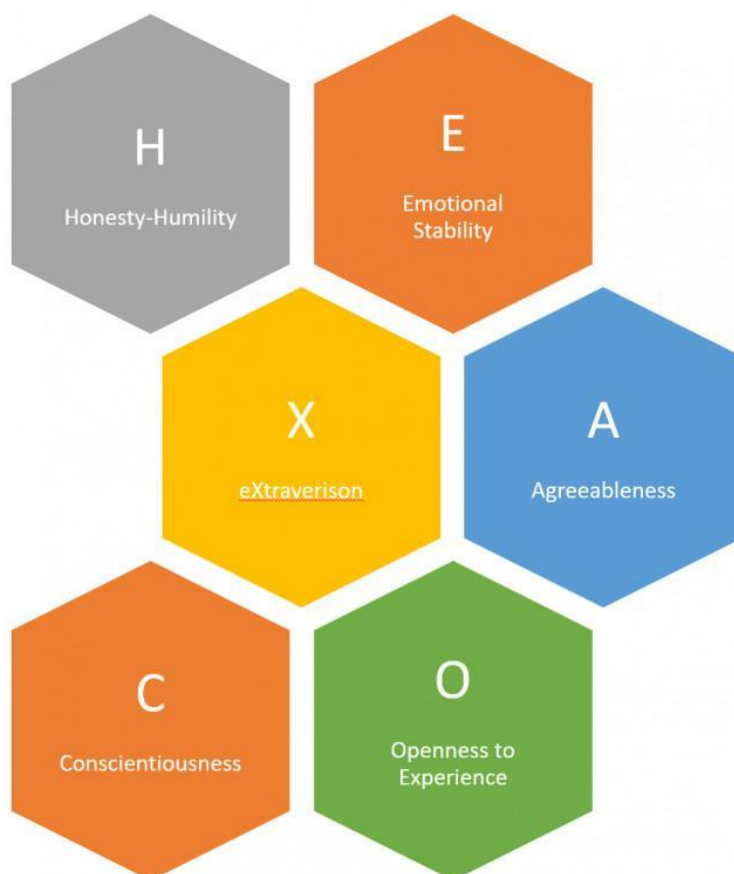 H
Honesty-Humility
E
Emotional
Stability
X
eXtraverison
A
Agreeableness
C
Conscientiousness
O
Openness to
Experience